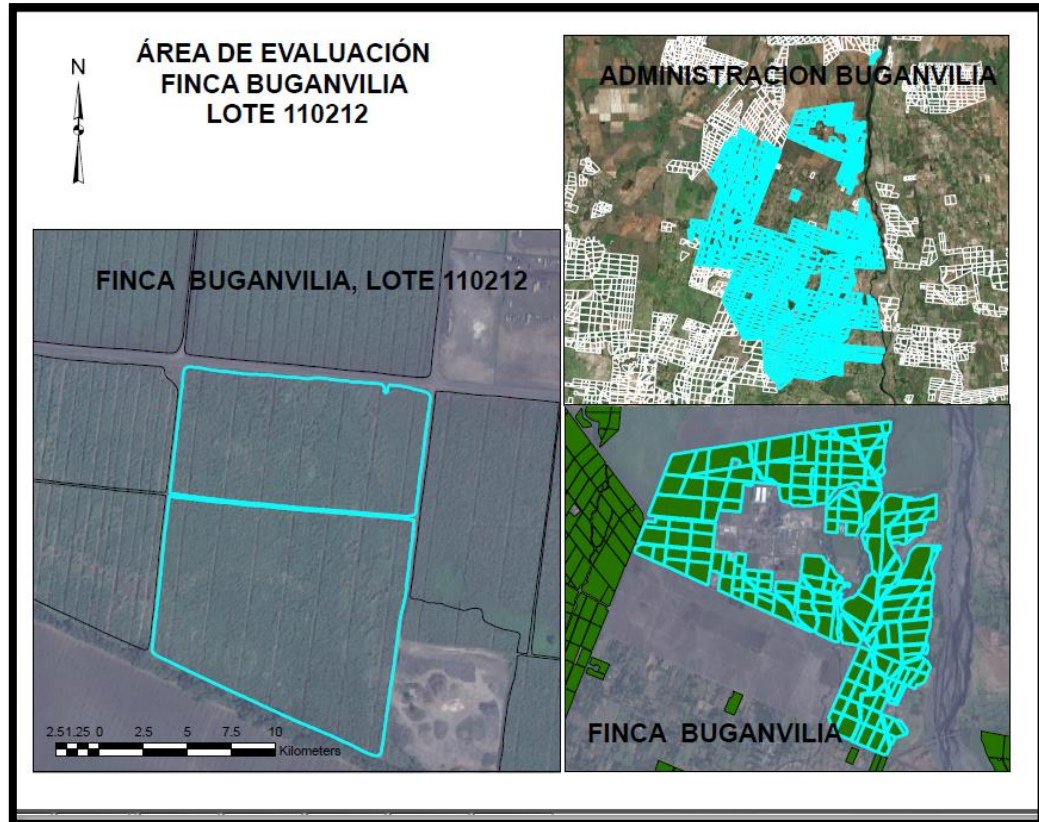 ÁREA DE EVALUACIÓN
FINCA BUGANVILIA
LOTE 110212
N
ADMINISTRACION BUGANVILIA
FINCA BUGANVILIA, LOTE 110212
2.51.25 0 2.5 5 7.5 10
Kilometers
FINCA BUGANVILIA